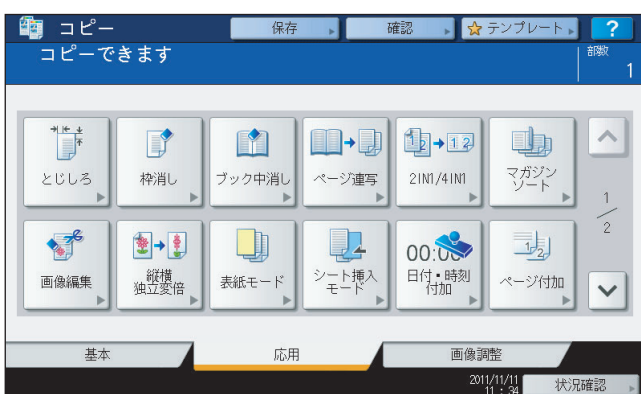 コピー
保存
確認
テンプレート
?
コピーできます
部数
1
とじしろ
枠消し
ブック中消し
ページ連写
2IN1/4IN1
マガジン
ソート
画像編集
縦横
独立変倍
表紙モード
シート挿入
モード
00:00
日付・時刻
付加
ページ付加
1
2
基本
応用
画像調整
2011/11/11
11:34
状況確認